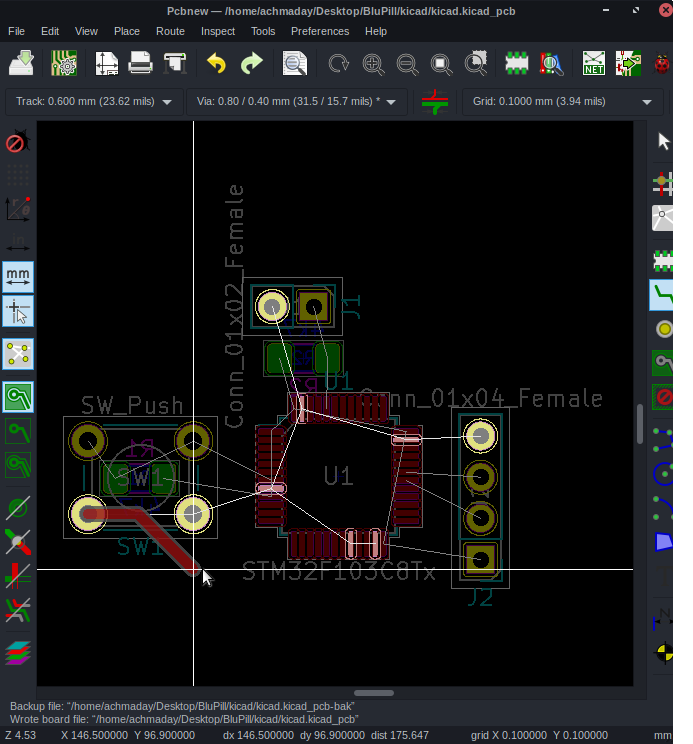 Pcbnew — /home/achmaday/Desktop/BluPill/kicad/kicad.kicad_pcb
File Edit View Place Route Inspect Tools Preferences Help
Track: 0.600 mm (23.62 mils) Via: 0.80 / 0.40 mm (31.5 / 15.7 mils) * Grid: 0.1000 mm (3.94 mils)
NET
in
mm
Conn_01x02_Female
J1
Conn_01x04_Female
SW_Push
R1
SW1
U1
SW1
STM32F103C8Tx
J2
Backup file: “/home/achmaday/Desktop/BluPill/kicad/kicad.kicad_pcb-bak”
Wrote board file: “/home/achmaday/Desktop/BluPill/kicad/kicad.kicad_pcb”
Z 4.53 X 146.500000 Y 96.900000 dx 146.500000 dy 96.900000 dist 175.647 grid X 0.100000 Y 0.100000 mm